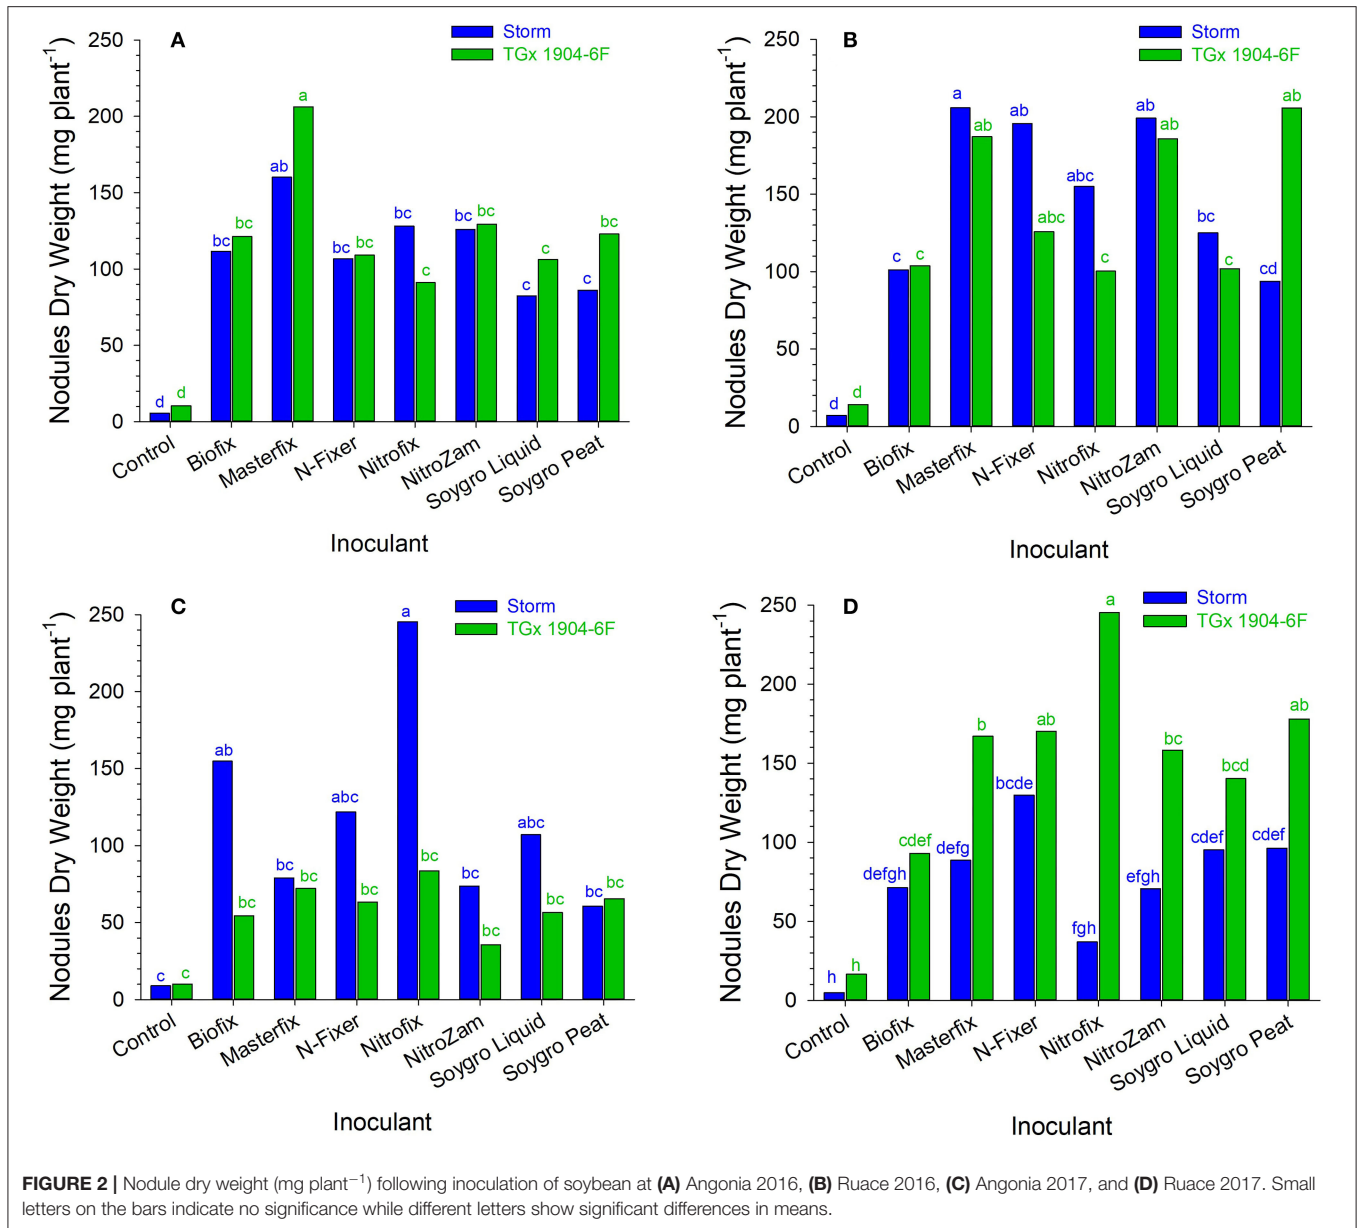 Nodules Dry Weight (mg plant⁻¹)
A
Storm
TGx 1904-6F
250
200
150
100
50
0
d d bc bc ab a bc bc bc c bc bc c c c bc
Control Biofix Masterfix N-Fixer Nitrofix NitroZam Soygro Liquid Soygro Peat
Inoculant
Nodules Dry Weight (mg plant⁻¹)
B
Storm
TGx 1904-6F
250
200
150
100
50
0
d d c c a ab ab abc abc c ab ab bc c cd ab
Control Biofix Masterfix N-Fixer Nitrofix NitroZam Soygro Liquid Soygro Peat
Inoculant
Nodules Dry Weight (mg plant⁻¹)
C
Storm
TGx 1904-6F
250
200
150
100
50
0
c c ab bc bc bc abc bc a bc bc bc abc bc bc bc
Control Biofix Masterfix N-Fixer Nitrofix NitroZam Soygro Liquid Soygro Peat
Inoculant
Nodules Dry Weight (mg plant⁻¹)
D
Storm
TGx 1904-6F
250
200
150
100
50
0
h h defgh cdef defg b bcde ab fgh a efgh bc cdef bcd cdef ab
Control Biofix Masterfix N-Fixer Nitrofix NitroZam Soygro Liquid Soygro Peat
Inoculant
FIGURE 2 | Nodule dry weight (mg plant⁻¹) following inoculation of soybean at (A) Angonia 2016, (B) Ruace 2016, (C) Angonia 2017, and (D) Ruace 2017. Small
letters on the bars indicate no significance while different letters show significant differences in means.